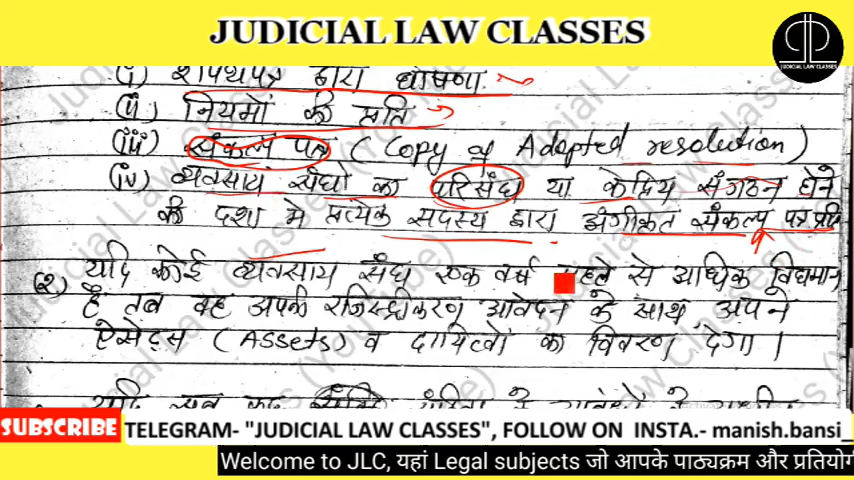 JUDICIAL LAW CLASSES
JUDICIAL LAW CLASSES
(i) शपथपत्र द्वारा घोषणा
(ii) नियमों की प्रति
(iii) संकल्प पत्र (Copy of Adopted resolution)
(iv) व्यवसाय संघों का परिसंघ या केंद्रिय संगठन होने
की दशा मे प्रत्येक सदस्य द्वारा अंगीकृत संकल्प पत्र प्रति
(2) यदि कोई व्यवसाय संघ एक वर्ष पहले से अधिक विद्यमान
है तब वह अपनी रजिस्ट्रीकरण आवेदन के साथ अपने
ऐसेट्स (Assets) व दायित्वों का विवरण देगा।
SUBSCRIBE TELEGRAM- "JUDICIAL LAW CLASSES", FOLLOW ON INSTA.- manish.bansi_
Welcome to JLC, यहां Legal subjects जो आपके पाठ्यक्रम और प्रतियोगी